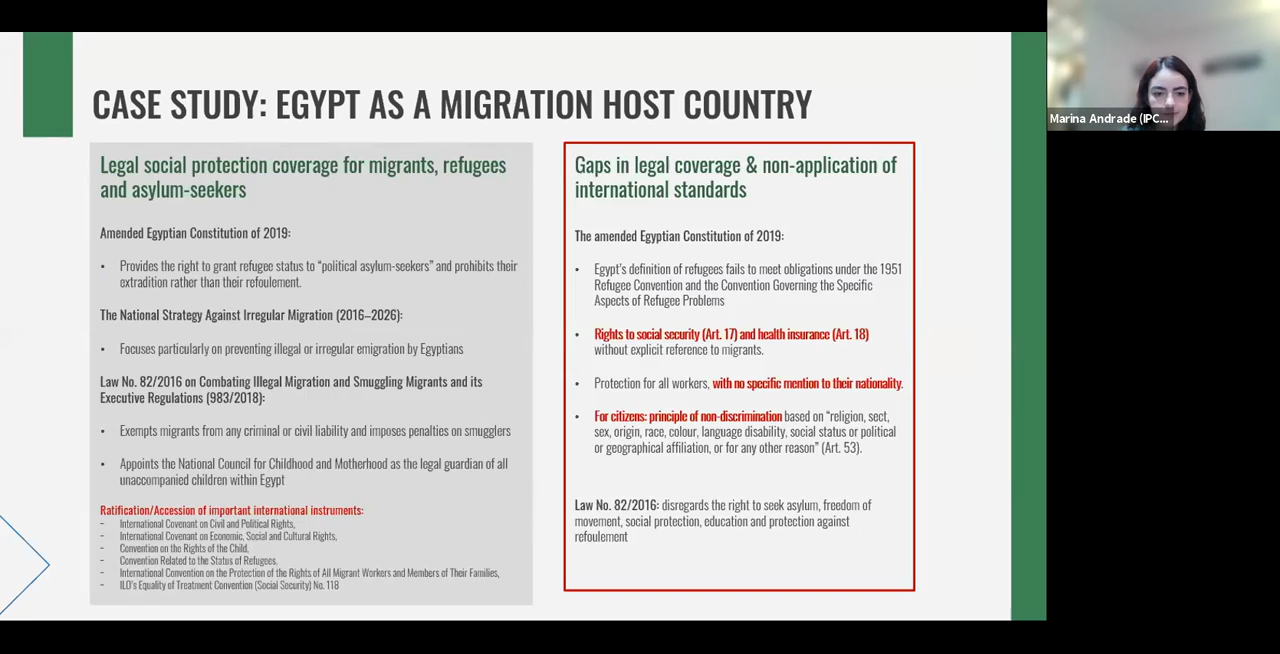 CASE STUDY: EGYPT AS A MIGRATION HOST COUNTRY
Legal social protection coverage for migrants, refugees
and asylum-seekers
Amended Egyptian Constitution of 2019:
• Provides the right to grant refugee status to “political asylum-seekers” and prohibits their
extradition rather than their refoulement.
The National Strategy Against Irregular Migration (2016–2026):
• Focuses particularly on preventing illegal or irregular emigration by Egyptians
Law No. 82/2016 on Combating Illegal Migration and Smuggling Migrants and its
Executive Regulations (983/2018):
• Exempts migrants from any criminal or civil liability and imposes penalties on smugglers
• Appoints the National Council for Childhood and Motherhood as the legal guardian of all
unaccompanied children within Egypt
Ratification/Accession of important international instruments:
- International Covenant on Civil and Political Rights,
- International Covenant on Economic, Social and Cultural Rights,
- Convention on the Rights of the Child,
- Convention Related to the Status of Refugees,
- International Convention on the Protection of the Rights of All Migrant Workers and Members of Their Families,
- ILO's Equality of Treatment Convention (Social Security) No. 118
Gaps in legal coverage & non-application of
international standards
The amended Egyptian Constitution of 2019:
• Egypt's definition of refugees fails to meet obligations under the 1951
Refugee Convention and the Convention Governing the Specific
Aspects of Refugee Problems
• Rights to social security (Art. 17) and health insurance (Art. 18)
without explicit reference to migrants.
• Protection for all workers, with no specific mention to their nationality.
• For citizens: principle of non-discrimination based on “religion, sect,
sex, origin, race, colour, language disability, social status or political
or geographical affiliation, or for any other reason” (Art. 53).
Law No. 82/2016: disregards the right to seek asylum, freedom of
movement, social protection, education and protection against
refoulement
Marina Andrade (IPC...